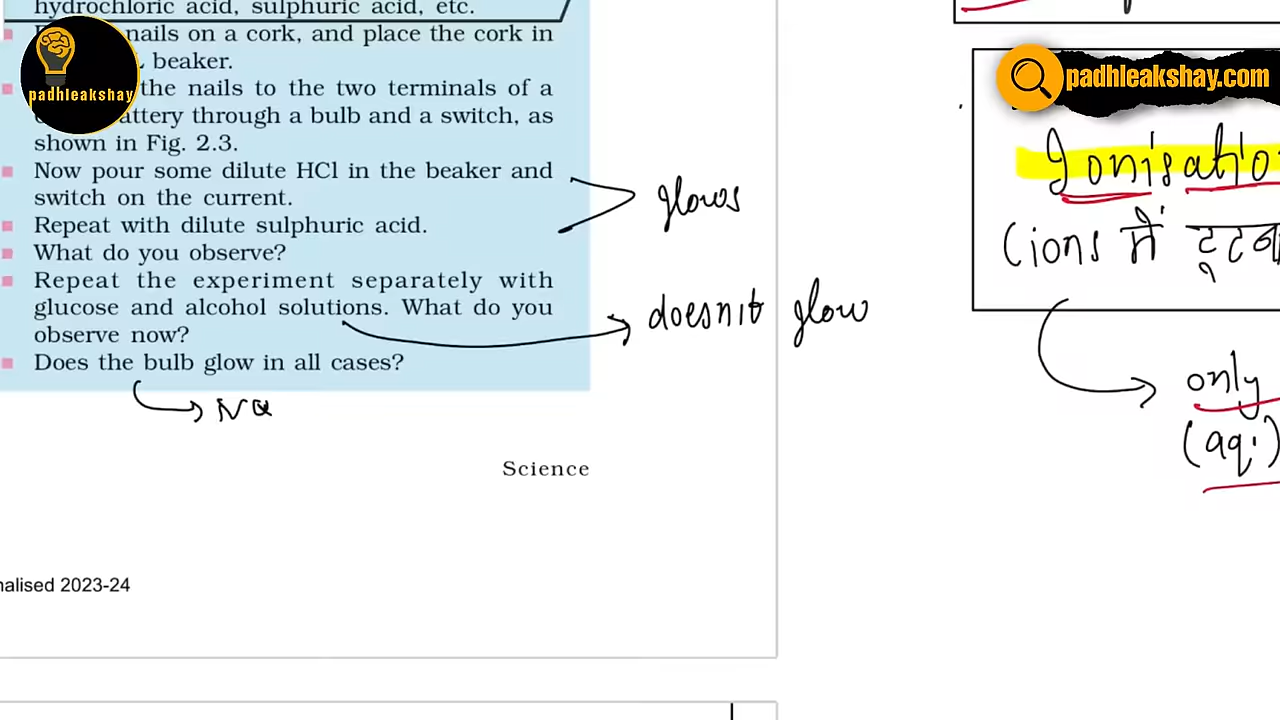 hydrochloric acid, sulphuric acid, etc.
nails on a cork, and place the cork in
beaker.
the nails to the two terminals of a
battery through a bulb and a switch, as
shown in Fig. 2.3.
Now pour some dilute HCl in the beaker and
switch on the current.
Repeat with dilute sulphuric acid.
What do you observe?
Repeat the experiment separately with
glucose and alcohol solutions. What do you
observe now?
Does the bulb glow in all cases?
glows
doesn't glow
No
Science
nalised 2023-24
padhleakshay
padhleakshay.com
Ionisatio
(ions में टूटना
only
(aq.)